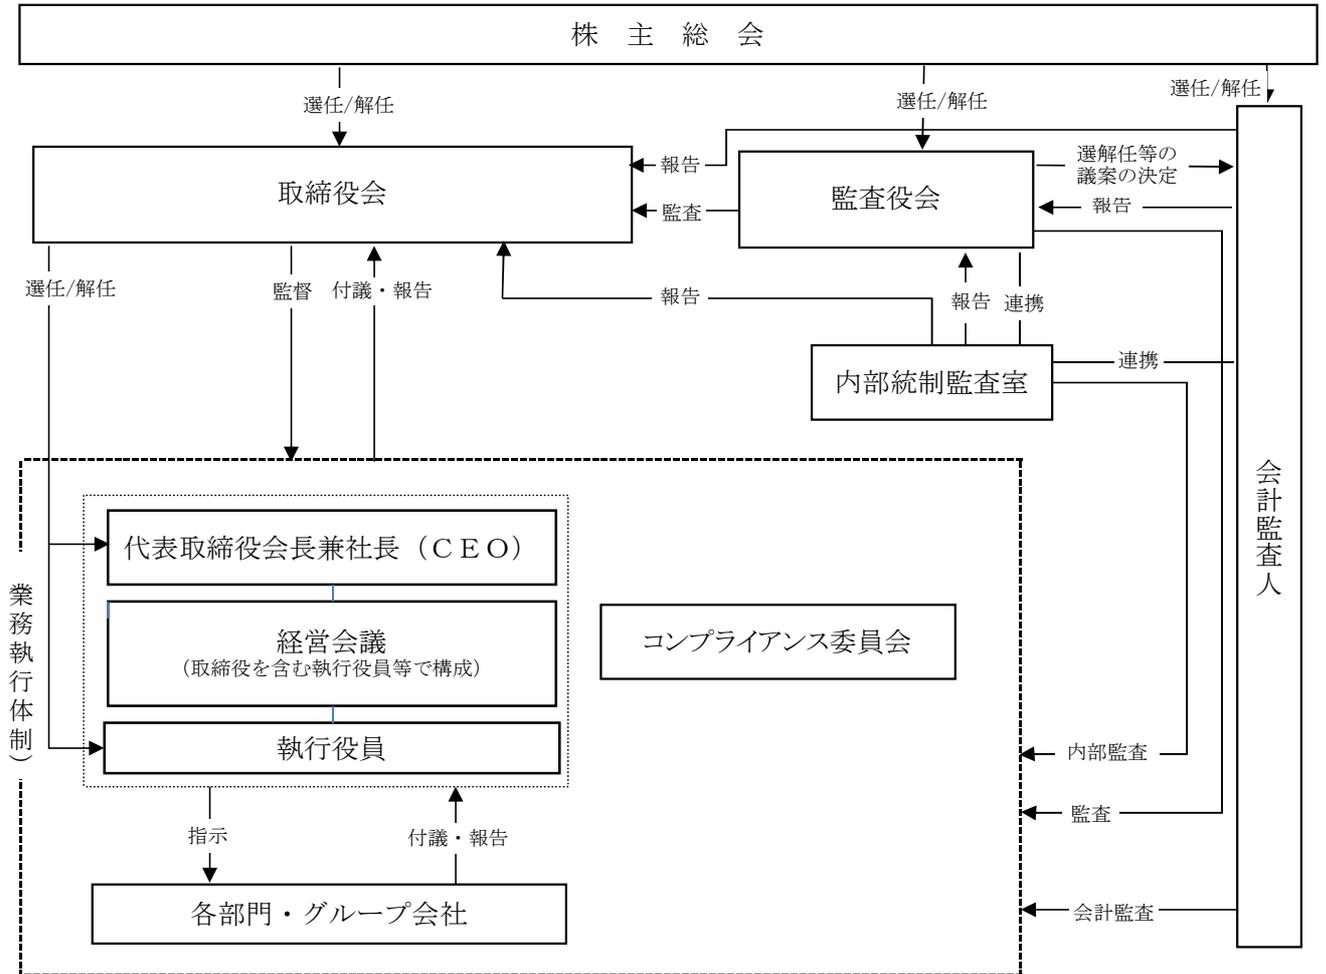 株 主 総 会
選任/解任
選任/解任
選任/解任
取締役会
報告
監査
監査役会
選解任等の
議案の決定
報告
選任/解任
監督
付議・報告
報告
報告
連携
内部統制監査室
連携
会計監査人
業務執行体制)
代表取締役会長兼社長（ＣＥＯ）
経営会議
（取締役を含む執行役員等で構成）
執行役員
コンプライアンス委員会
内部監査
監査
会計監査
指示
付議・報告
各部門・グループ会社